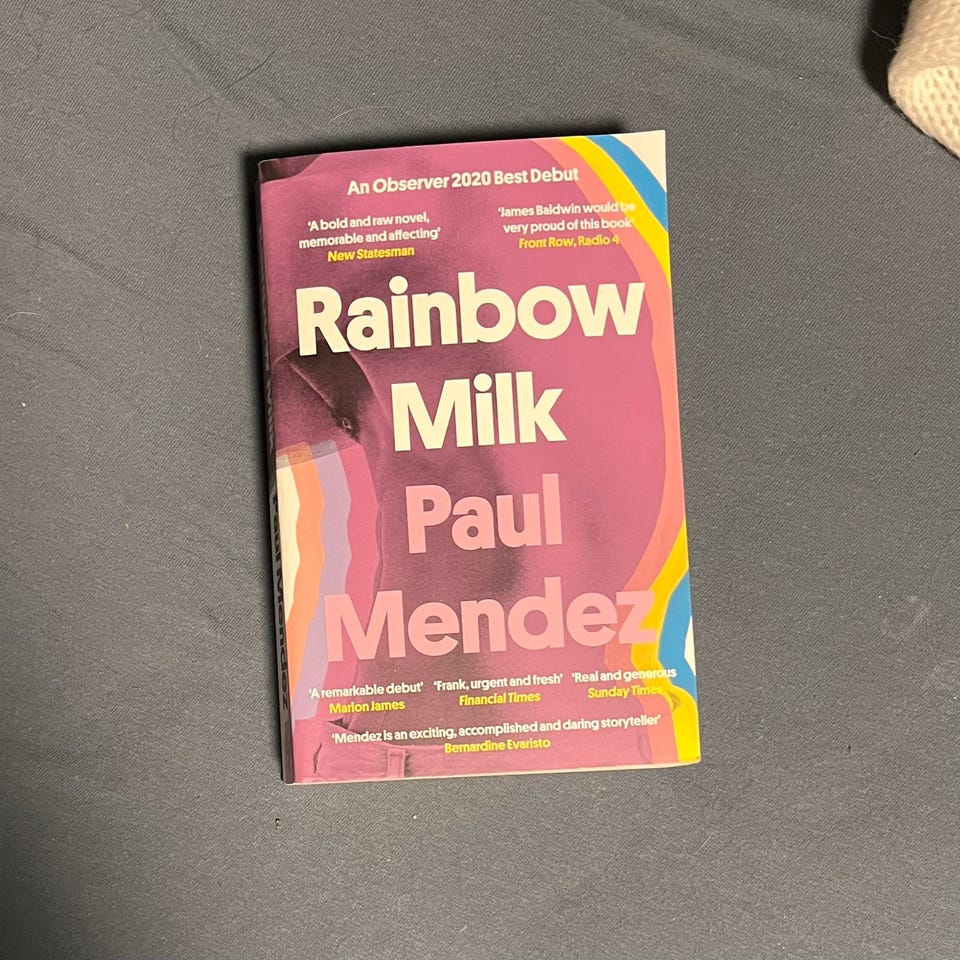 An Observer 2020 Best Debut
‘A bold and raw novel,
memorable and affecting’
New Statesman
‘James Baldwin would be
very proud of this book’
Front Row, Radio 4
Rainbow
Milk
Paul
Mendez
‘A remarkable debut’
Marlon James
‘Frank, urgent and fresh’
Financial Times
‘Real and generous’
Sunday Times
‘Mendez is an exciting, accomplished and daring storyteller’
Bernardine Evaristo
Paul Mendez